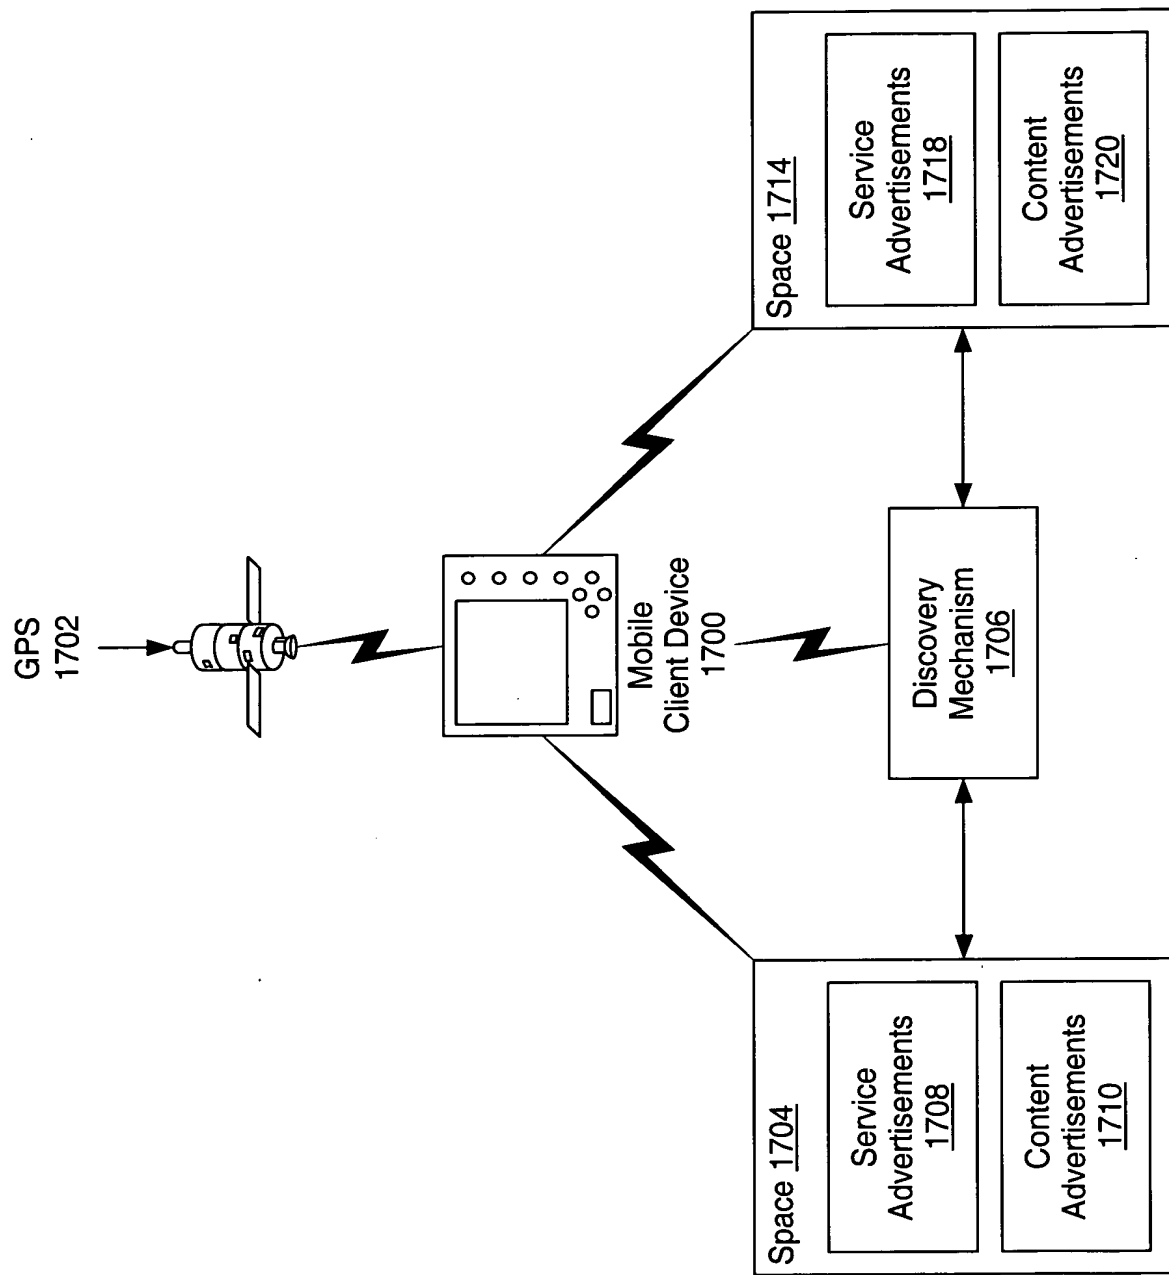 GPS
1702
Mobile
Client Device
1700
Discovery
Mechanism
1706
Space 1704
Service
Advertisements
1708
Content
Advertisements
1710
Space 1714
Service
Advertisements
1718
Content
Advertisements
1720